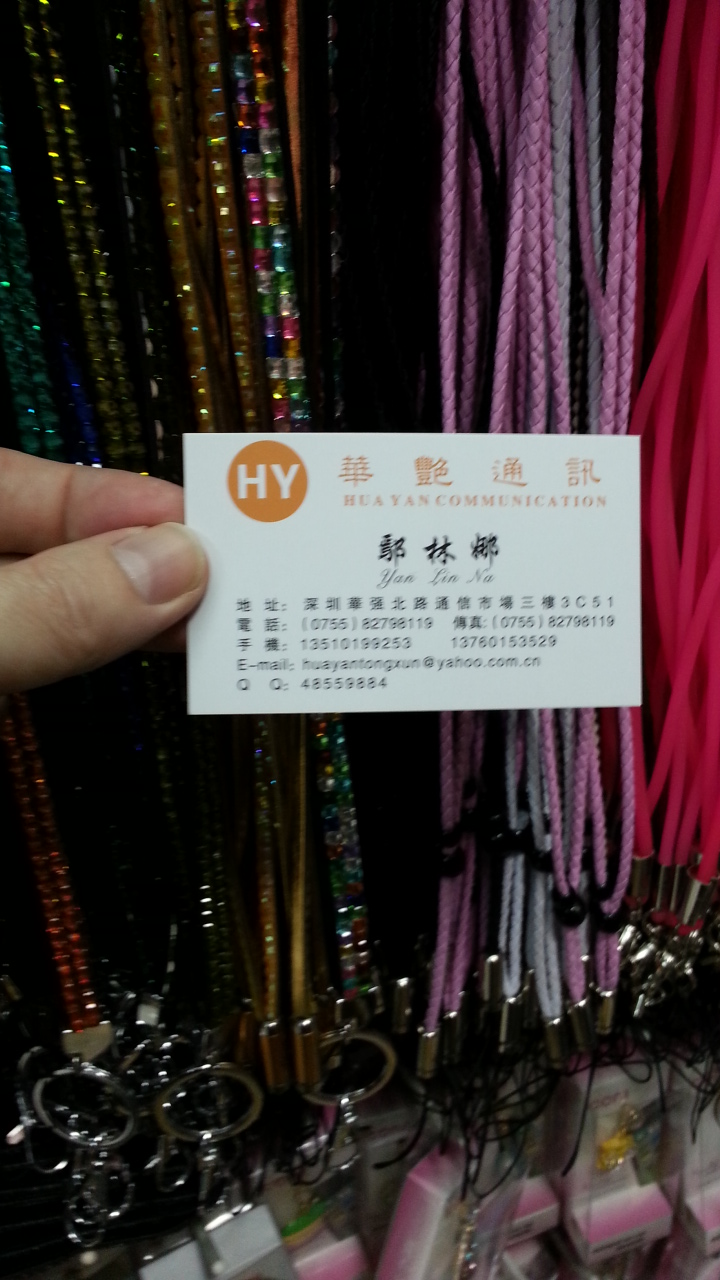 HY
華艷通訊
HUA YAN COMMUNICATION
鄢林娜
Yan Lin Na
地 址: 深圳華强北路通信市場三樓3C51
電 話: (0755) 82798119 傳真: (0755) 82798119
手 機: 13510199253 13760153529
E-mail: huayantongxun@yahoo.com.cn
Q Q: 48559884